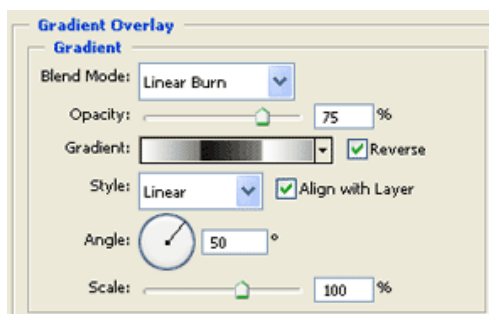 Gradient Overlay
Gradient
Blend Mode: Linear Burn
Opacity: 75 %
Gradient: Reverse
Style: Linear Align with Layer
Angle: 50 °
Scale: 100 %